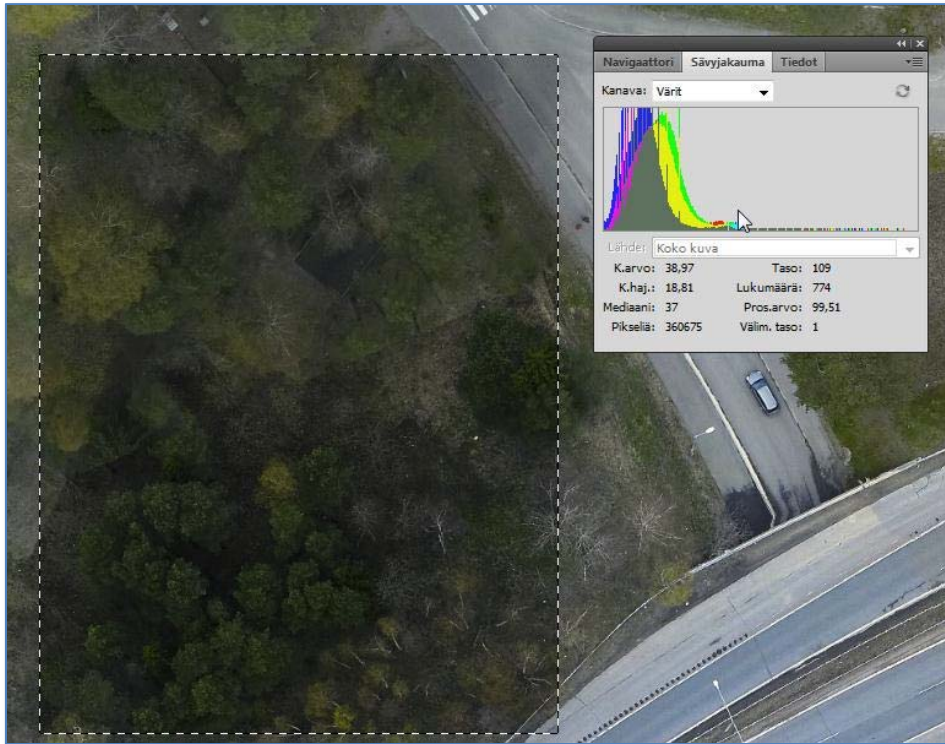 Navigaattori Sävyjakauma Tiedot
Kanava: Värit
Lähde: Koko kuva
K.arvo: 38,97 Taso: 109
K.haj.: 18,81 Lukumäärä: 774
Mediaani: 37 Pros.arvo: 99,51
Pikseliä: 360675 Välim. taso: 1